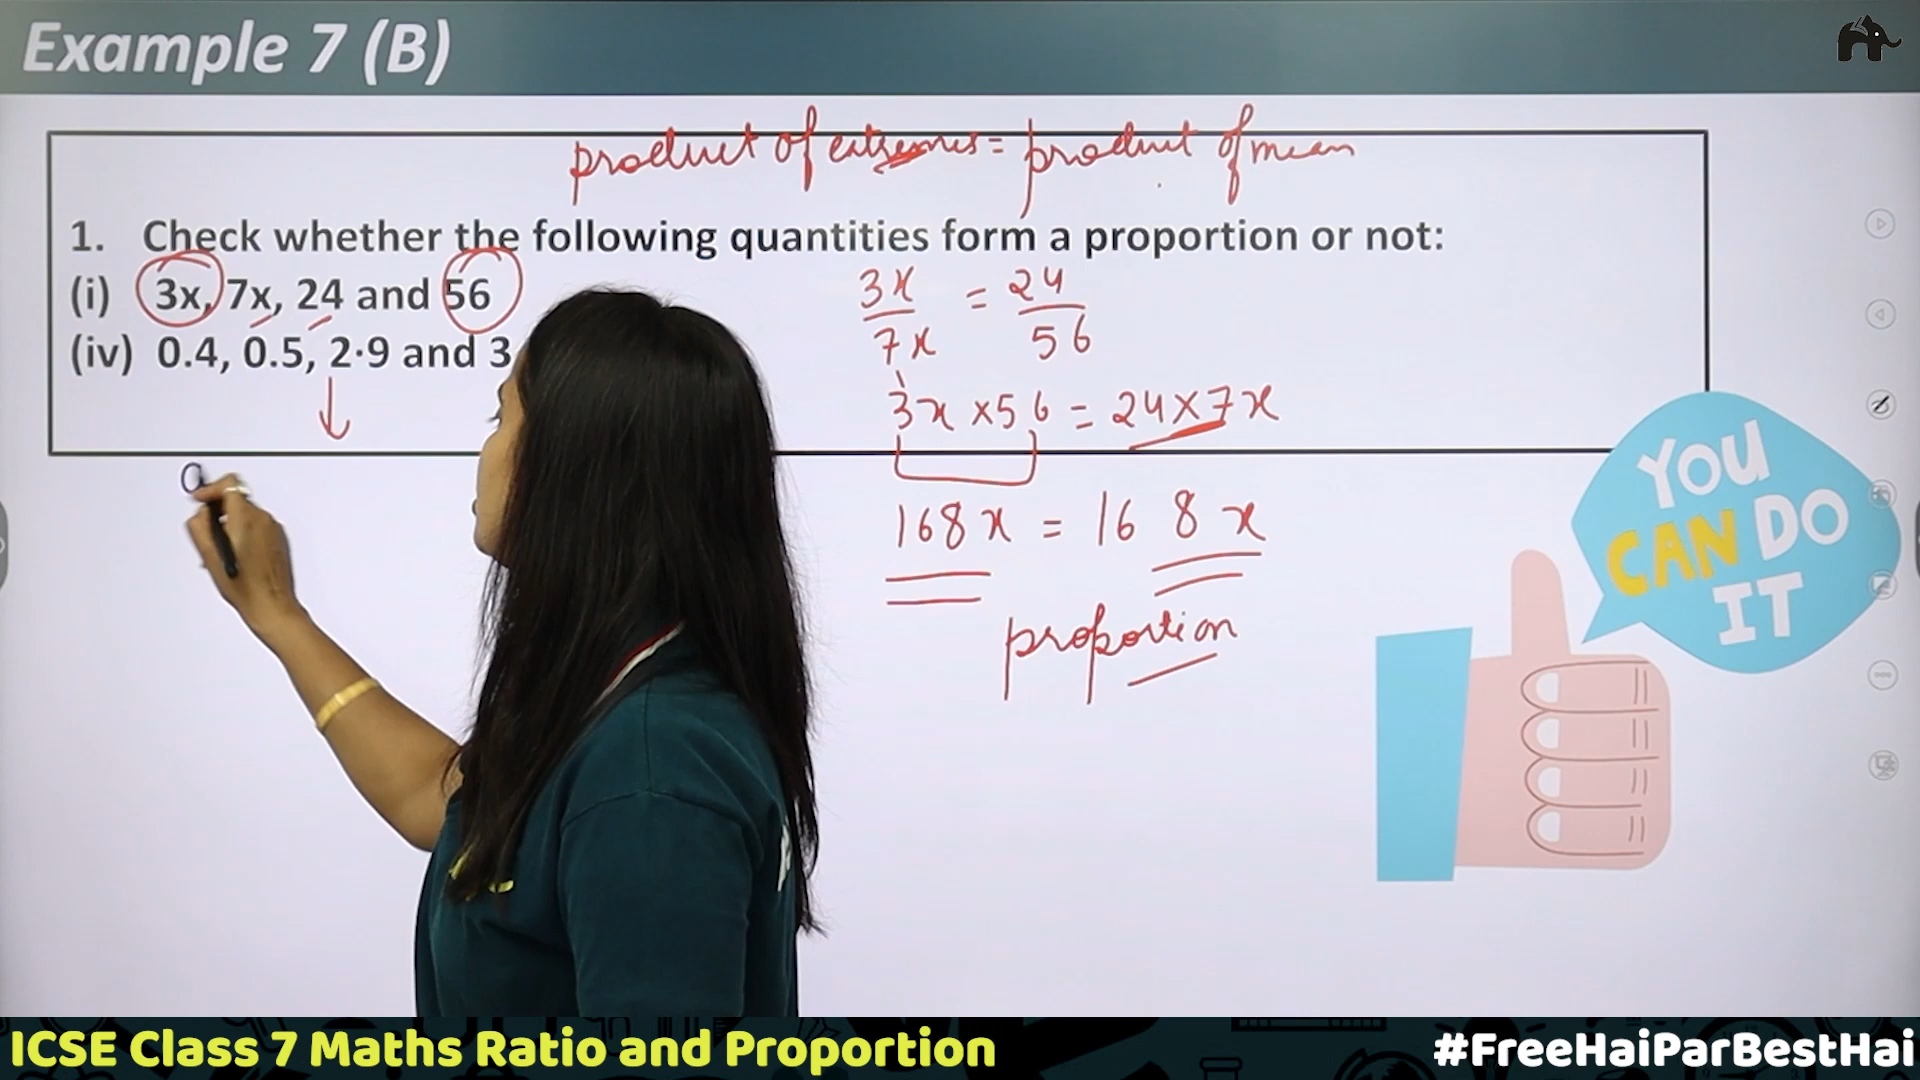 Example 7 (B)
product of extremes = product of mean
1. Check whether the following quantities form a proportion or not:
(i) 3x, 7x, 24 and 56
(iv) 0.4, 0.5, 2·9 and 3
3x/7x = 24/56
3x × 56 = 24 × 7x
168x = 168x
proportion
0
YOU
CAN DO
IT
ICSE Class 7 Maths Ratio and Proportion
#FreeHaiParBestHai